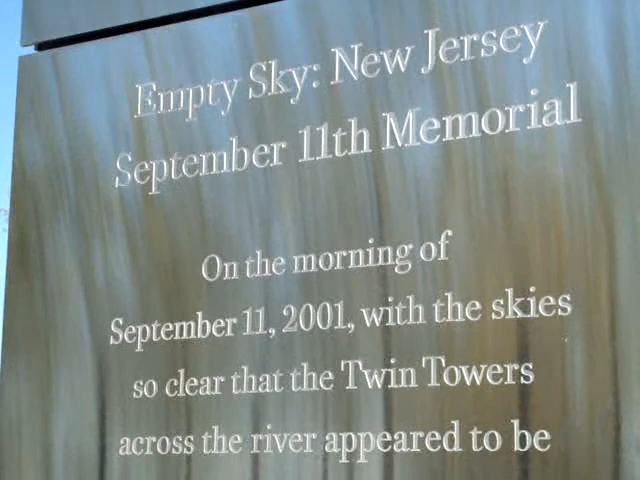 Empty Sky: New Jersey
September 11th Memorial
On the morning of
September 11, 2001, with the skies
so clear that the Twin Towers
across the river appeared to be